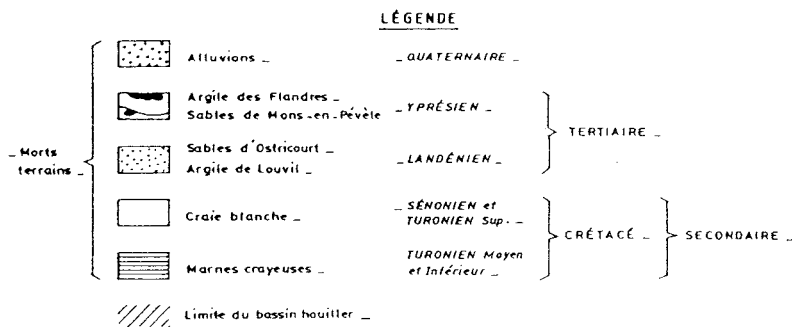 LÉGENDE
Alluvions _ _ QUATERNAIRE _
Argile des Flandres _
Sables de Mons-en-Pévèle _ YPRÉSIEN _
TERTIAIRE _
_ Morts terrains _
Sables d'Ostricourt _
Argile de Louvil _ _ LANDÉNIEN _
Craie blanche _ _ SÉNONIEN et
TURONIEN Sup. _
CRÉTACÉ _ SECONDAIRE _
Marnes crayeuses _ TURONIEN Moyen
et Inférieur _
Limite du bassin houiller _